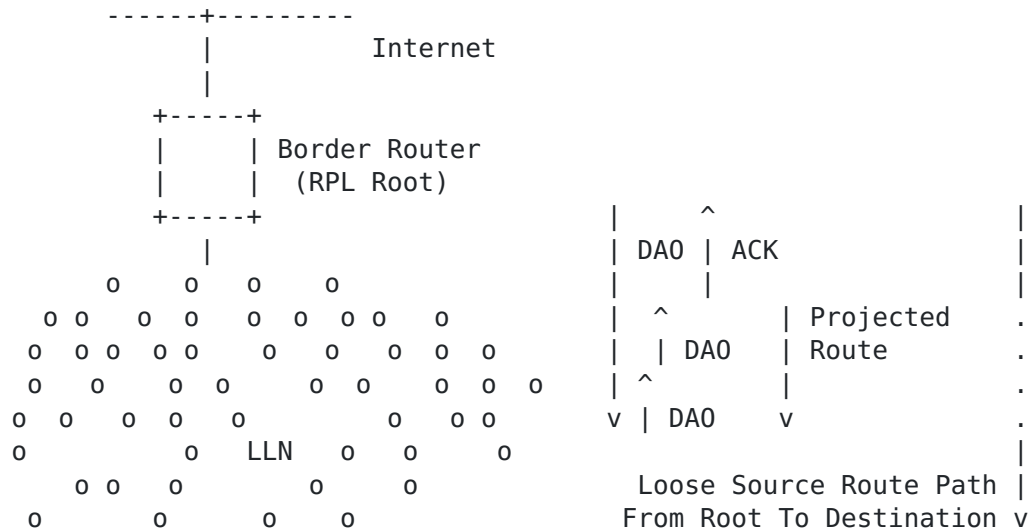 Internet
Border Router
(RPL Root)
DAO ACK
Projected
DAO Route
DAO
LLN
Loose Source Route Path
From Root To Destination